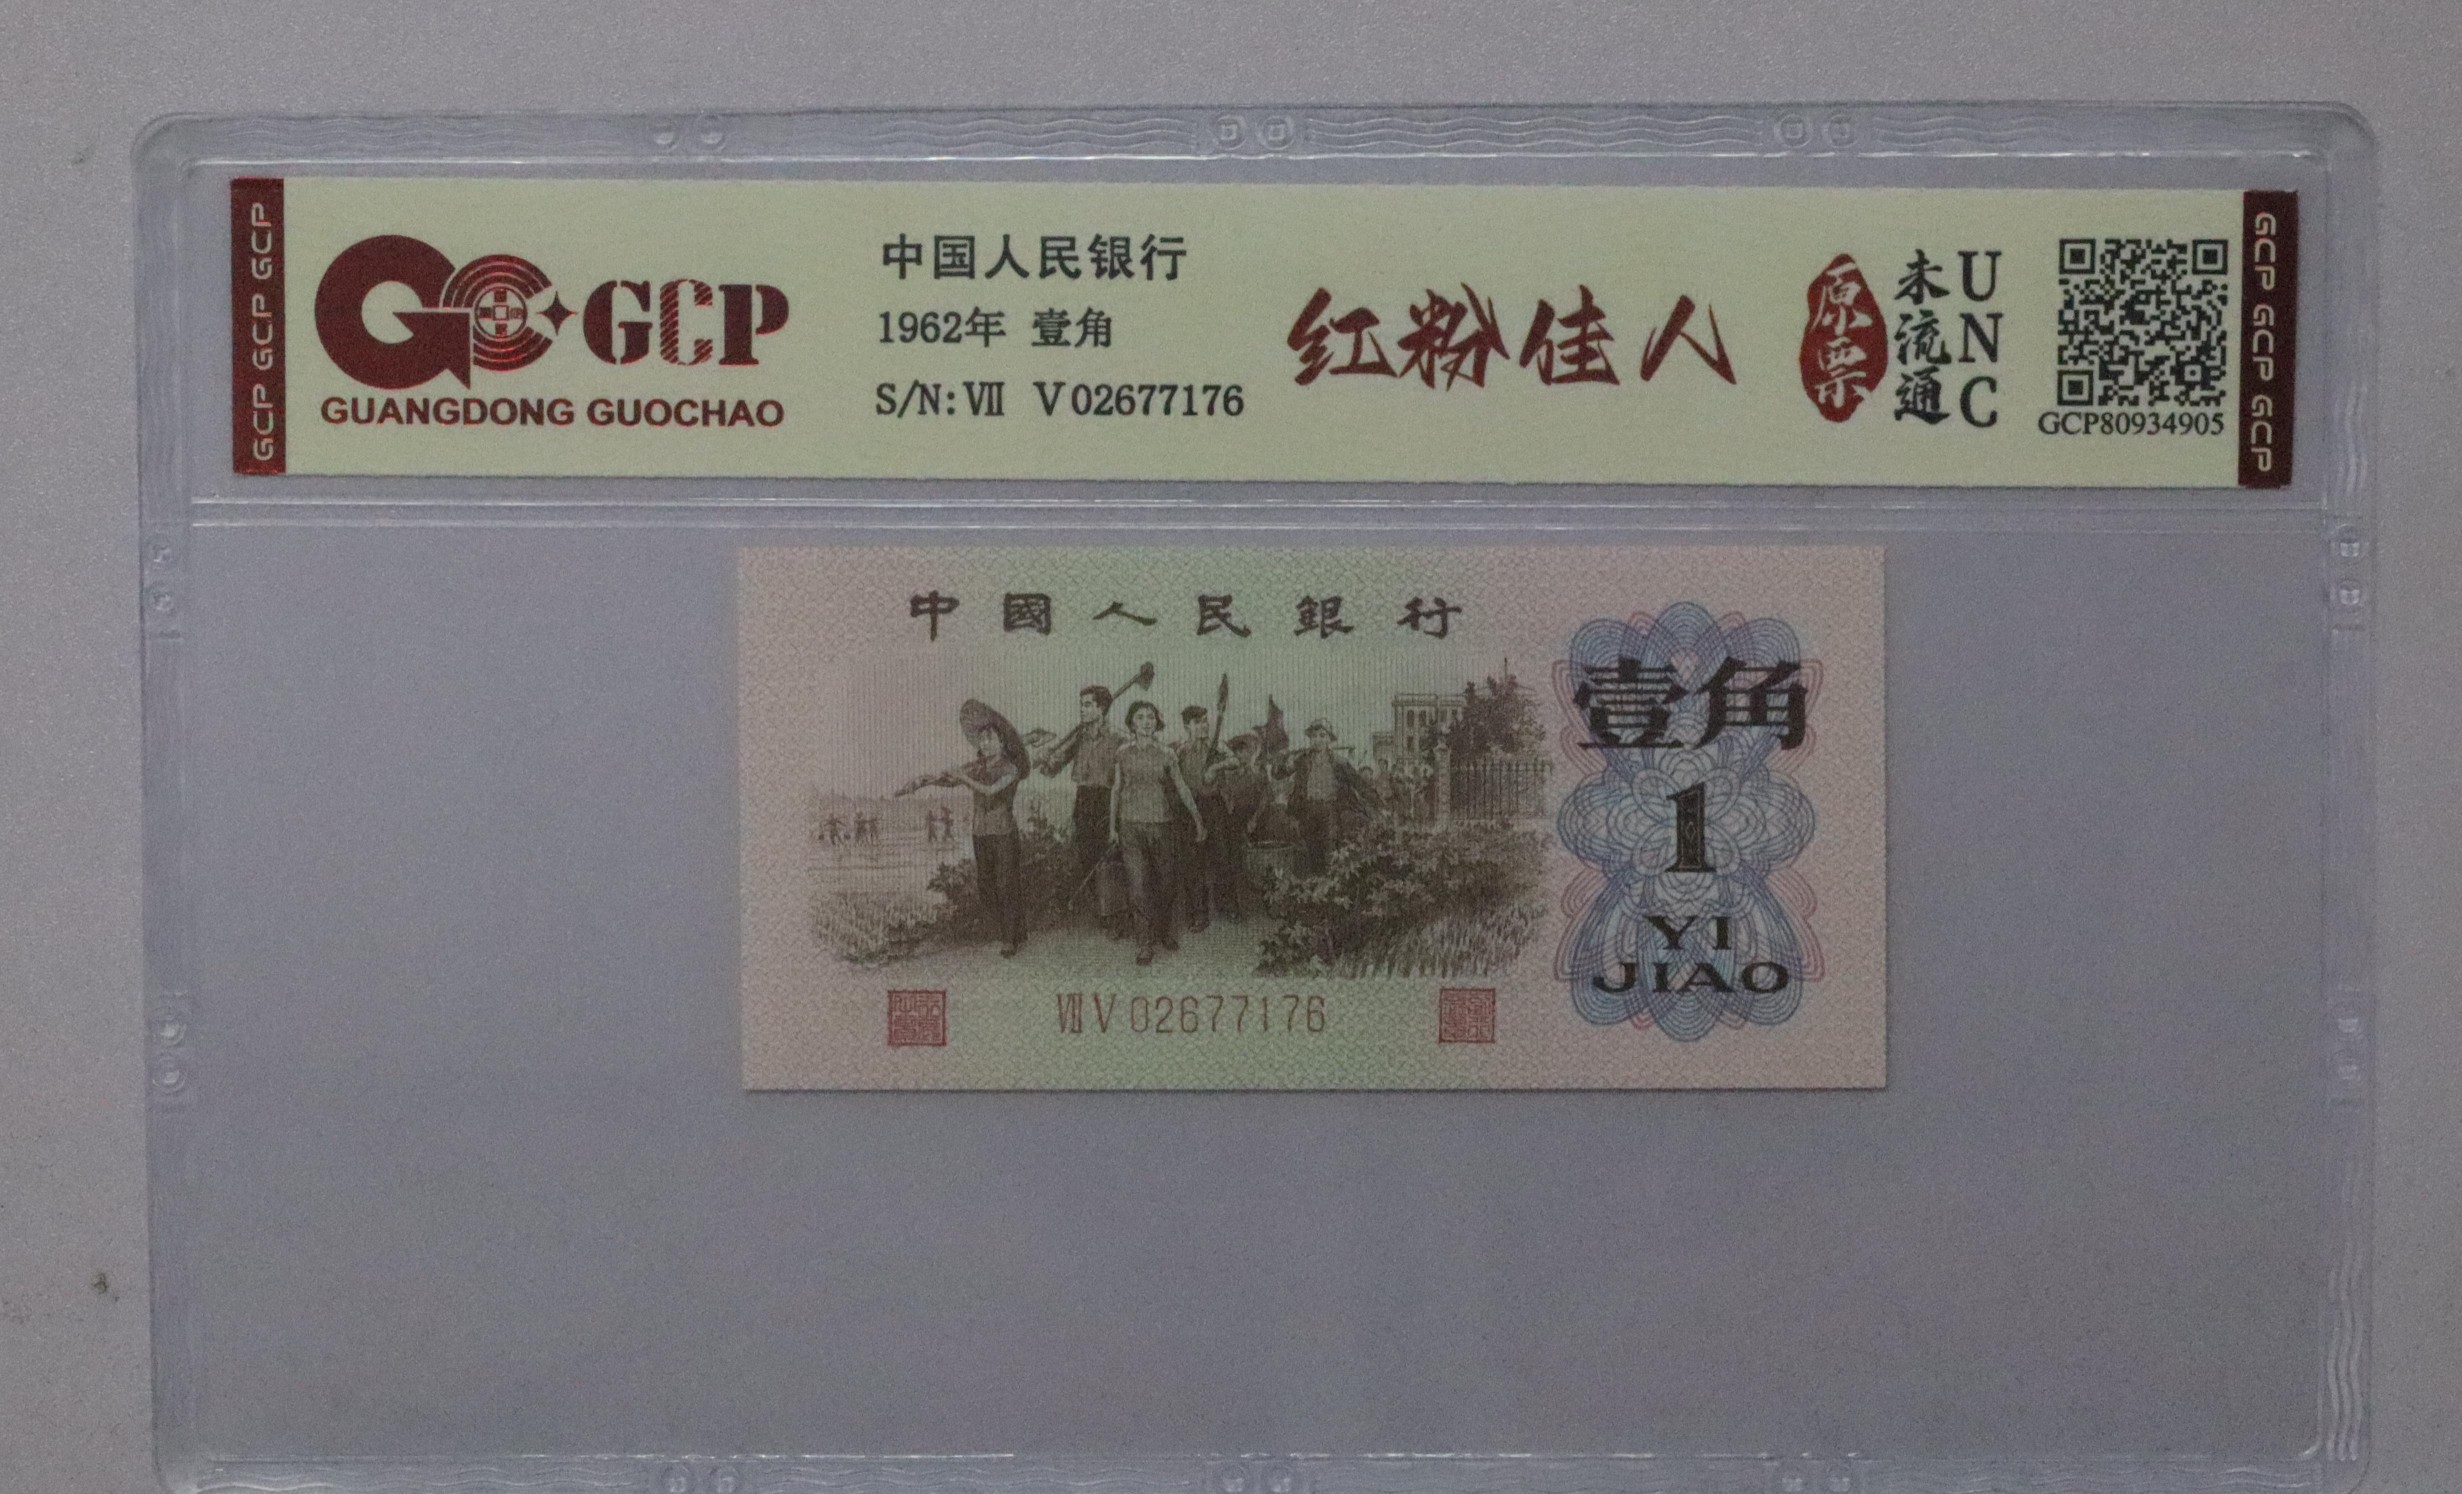 GCP GCP GCP
GCP
GUANGDONG GUOCHAO
中国人民银行
1962年 壹角
S/N: Ⅶ V 02677176
红粉佳人
原票
未流通
UNC
GCP80934905
GCP GCP GCP
中國人民銀行
壹角
1
YI
JIAO
Ⅶ V 02677176